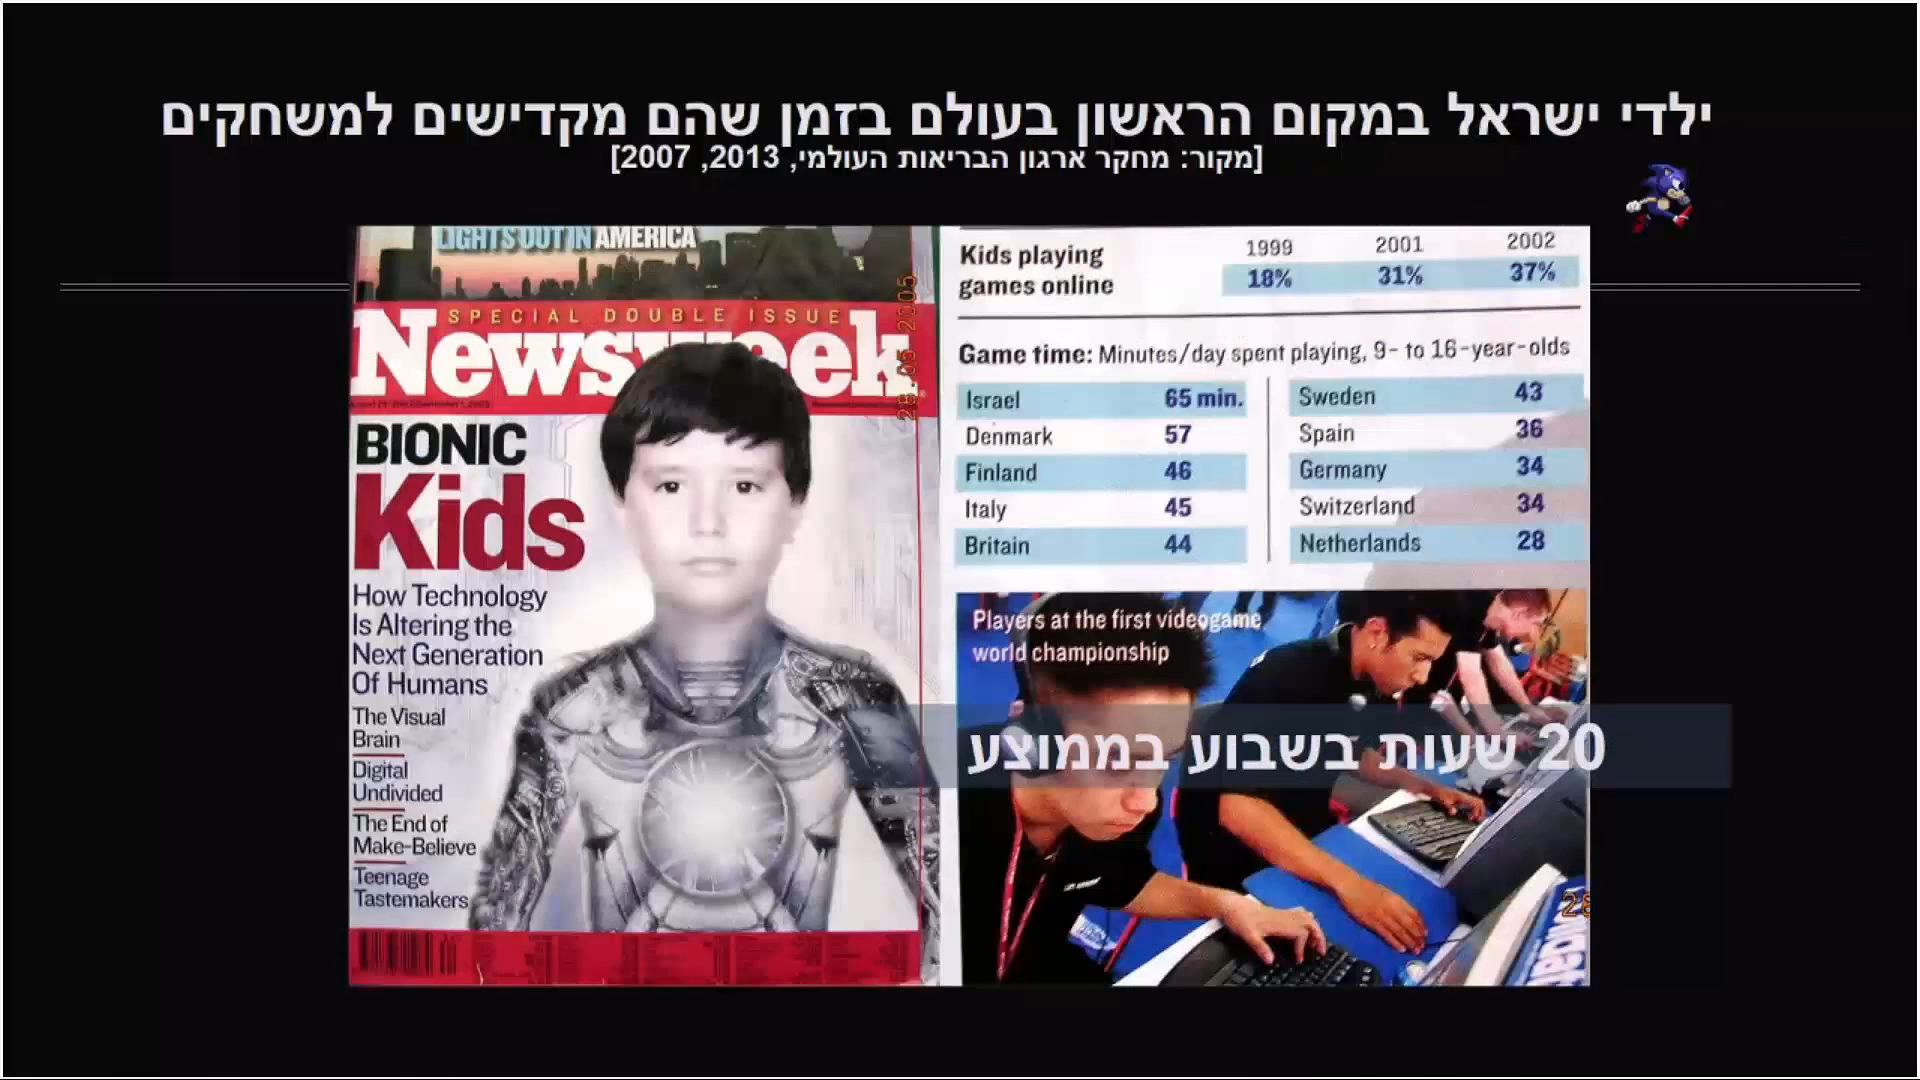 ילדי ישראל במקום הראשון בעולם בזמן שהם מקדישים למשחקים
[מקור: מחקר ארגון הבריאות העולמי, 2013, 2007]
LIGHTS OUT IN AMERICA
SPECIAL DOUBLE ISSUE
Newsweek
28.05.2005
BIONIC
Kids
How Technology
Is Altering the
Next Generation
Of Humans
The Visual
Brain
Digital
Undivided
The End of
Make-Believe
Teenage
Tastemakers
Kids playing 1999 2001 2002
games online 18% 31% 37%
Game time: Minutes/day spent playing, 9- to 16-year-olds
Israel 65 min. Sweden 43
Denmark 57 Spain 36
Finland 46 Germany 34
Italy 45 Switzerland 34
Britain 44 Netherlands 28
Players at the first videogame
world championship
20 שעות בשבוע בממוצע
28